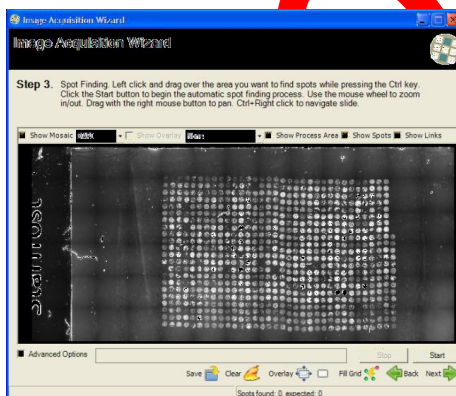 Image Acquisition Wizard
Image Acquisition Wizard
Step 3. Spot Finding. Left click and drag over the area you want to find spots while pressing the Ctrl key.
Click the Start button to begin the automatic spot finding process. Use the mouse wheel to zoom
in/out. Drag with the right mouse button to pan. Ctrl+Right click to navigate slide.
Show Mosaic Show Overlay Show Process Area Show Spots Show Links
Advanced Options Stop Start
Save Clear Overlay Fill Grid Back Next
Spots found: 0, expected: 0